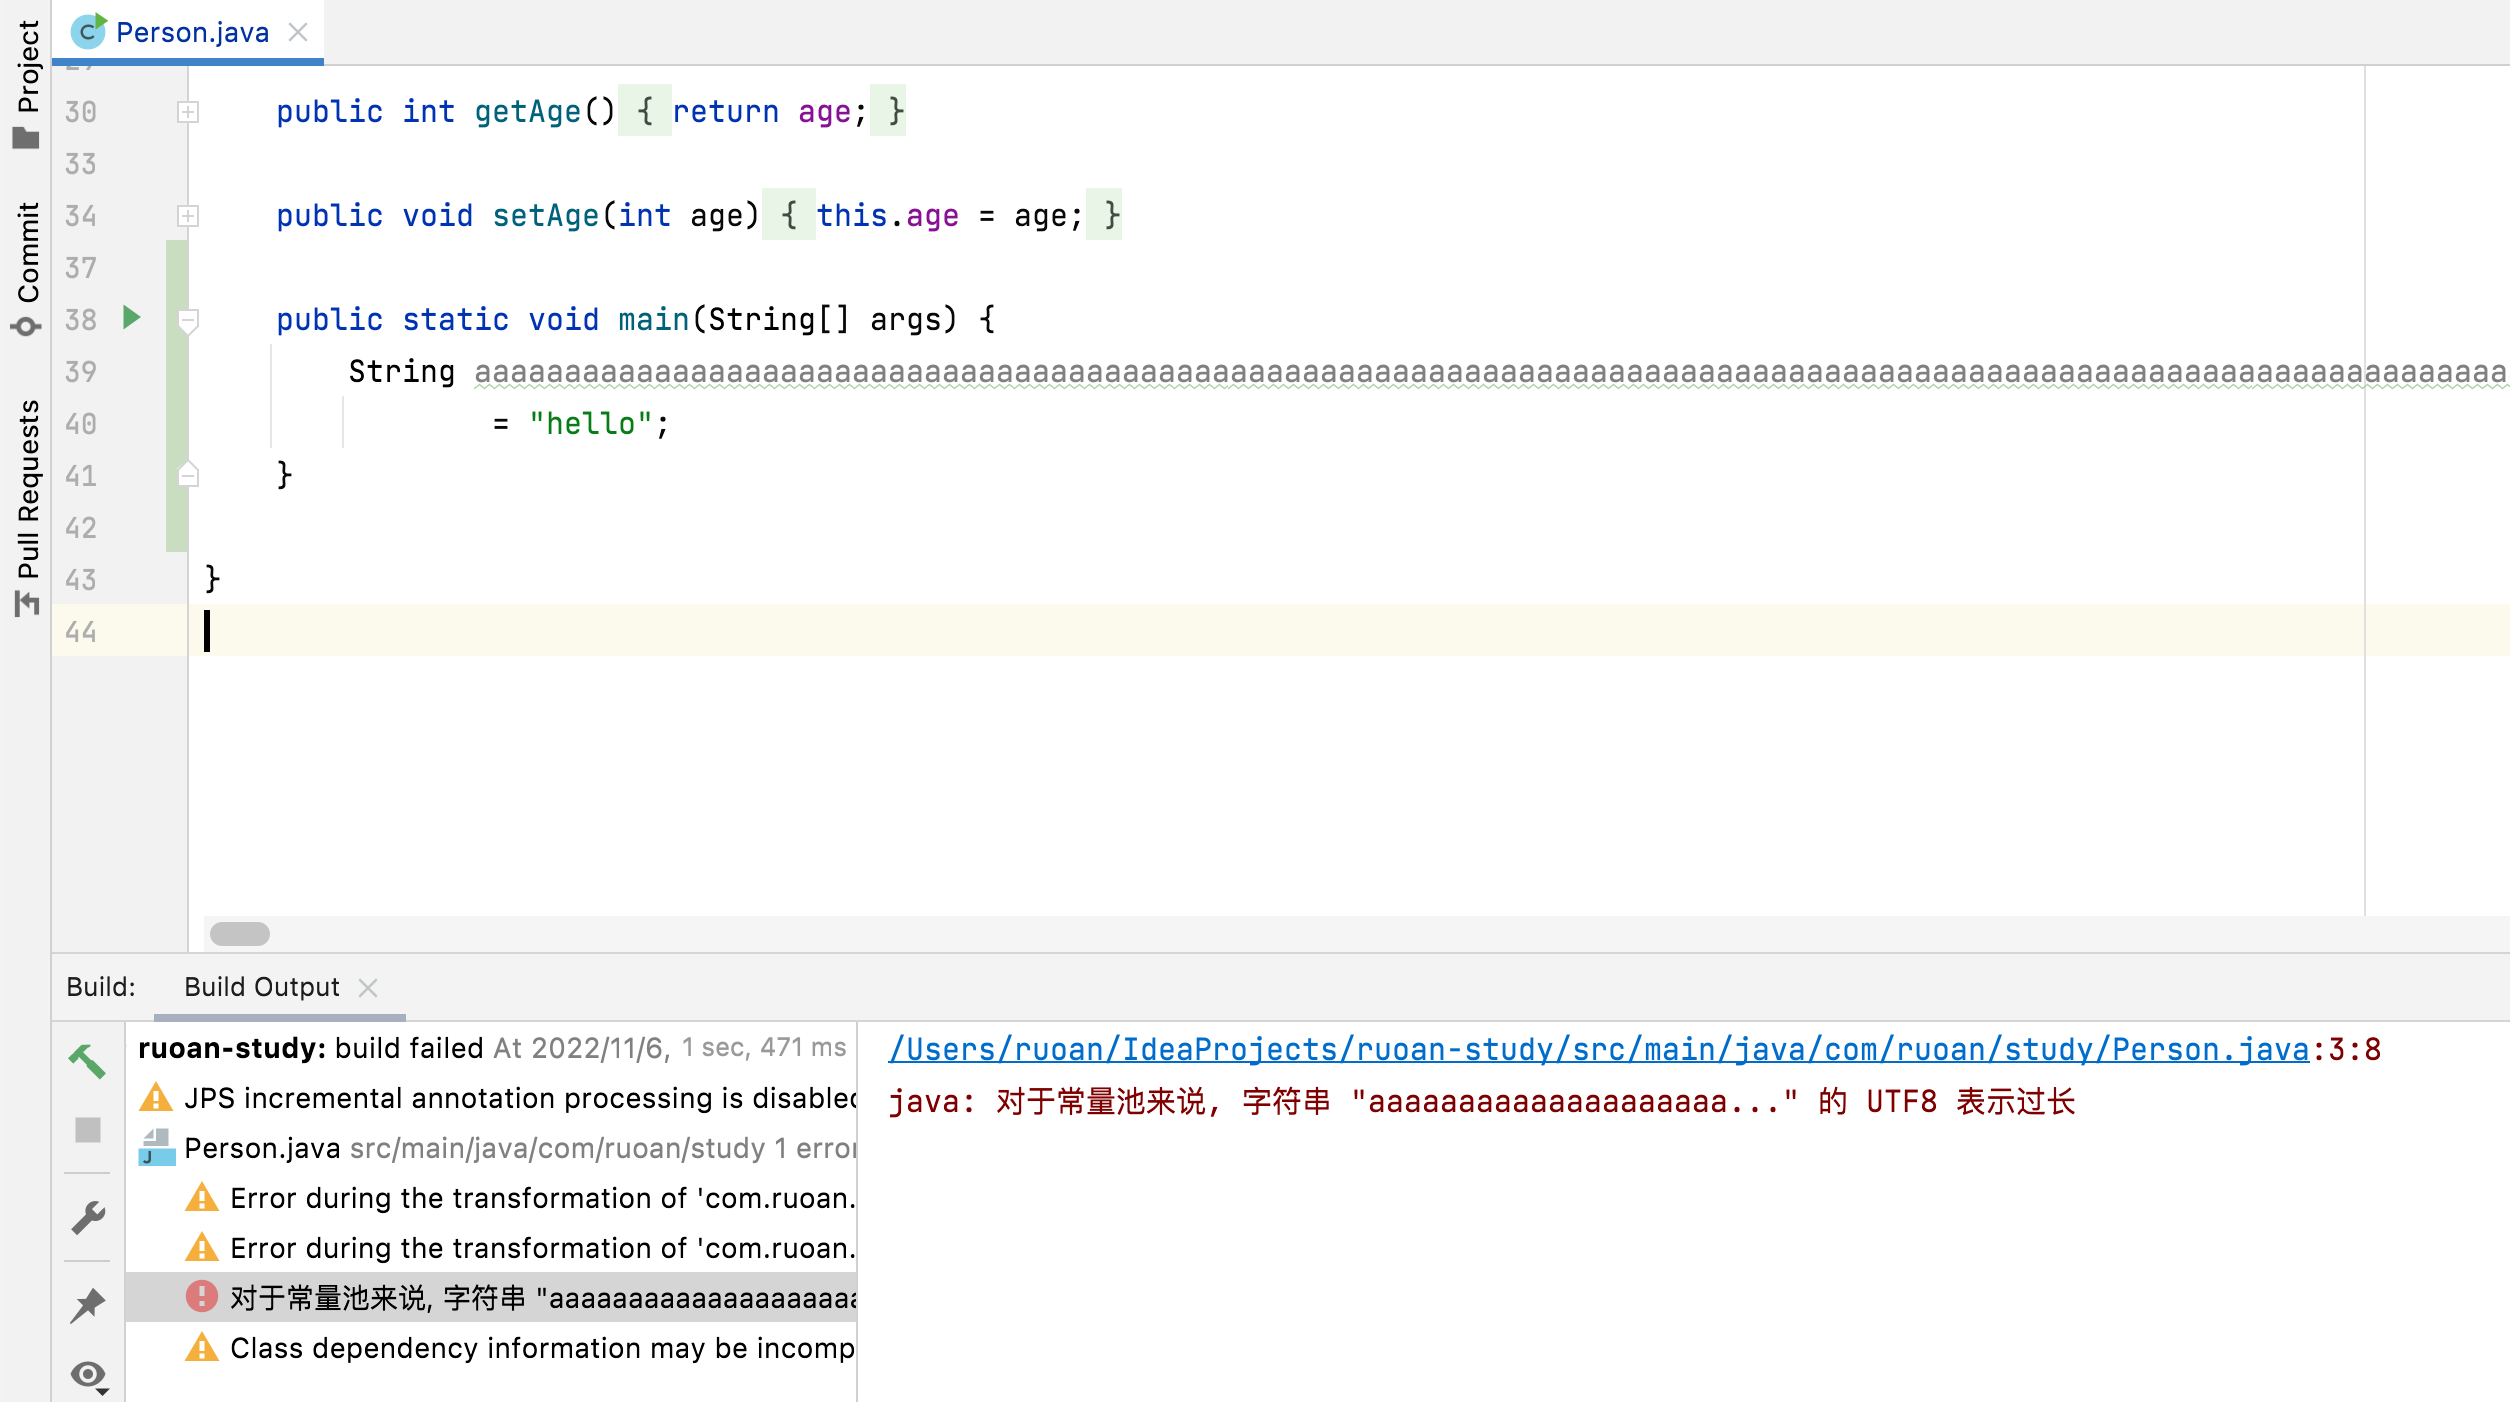 Project
Commit
Pull Requests
Person.java
30 public int getAge() { return age; }
33
34 public void setAge(int age) { this.age = age; }
37
38 public static void main(String[] args) {
39 String aaaaaaaaaaaaaaaaaaaaaaaaaaaaaaaaaaaaaaaaaaaaaaaaaaaaaaaaaaaaaaaaaaaaaaaaaaaaaaaaaaaaaaaaaaaaaaaaaaaaaaaaaaaaaaaaa
40 = "hello";
41 }
42
43 }
44
Build: Build Output
ruoan-study: build failed At 2022/11/6, 1 sec, 471 ms
JPS incremental annotation processing is disabled
Person.java src/main/java/com/ruoan/study 1 error
Error during the transformation of 'com.ruoan.
Error during the transformation of 'com.ruoan.
对于常量池来说, 字符串 "aaaaaaaaaaaaaaaaaaaa
Class dependency information may be incomp
/Users/ruoan/IdeaProjects/ruoan-study/src/main/java/com/ruoan/study/Person.java:3:8
java: 对于常量池来说, 字符串 "aaaaaaaaaaaaaaaaaaaa..." 的 UTF8 表示过长